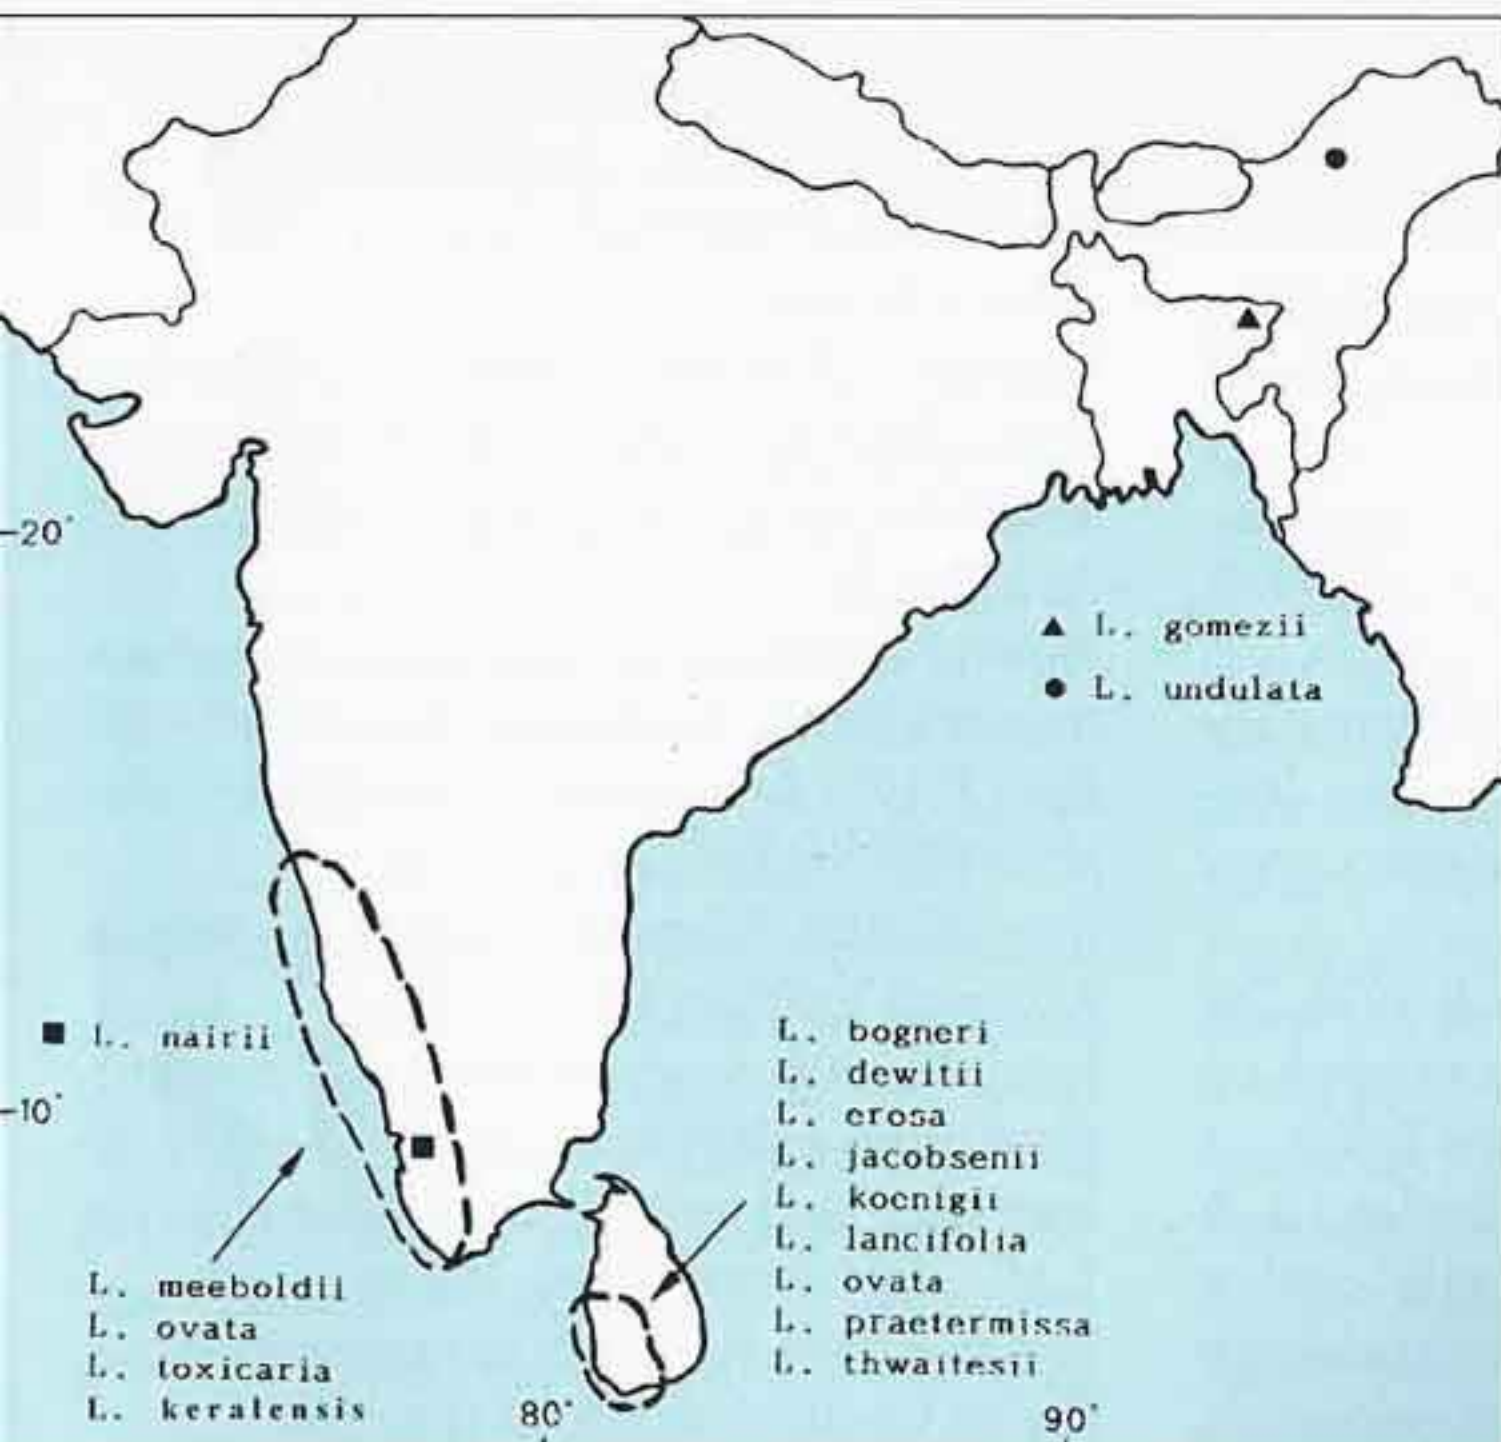 20°
▲ L. gomezii
● L. undulata
■ L. nairii
10°
L. bogneri
L. dewitii
L. erosa
L. jacobsenii
L. koenigii
L. lancifolia
L. ovata
L. praetermissa
L. thwaitesii
L. meeboldii
L. ovata
L. toxicaria
L. keralensis
80°
90°